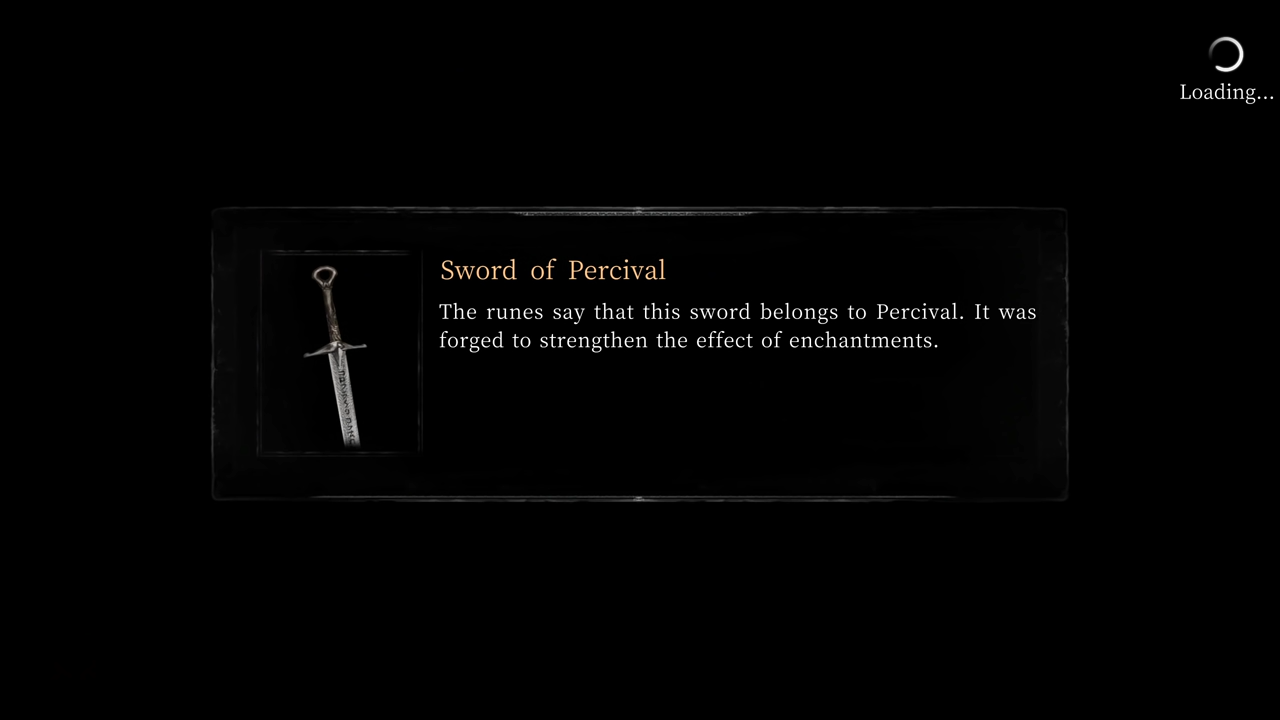 Loading...
Sword of Percival
The runes say that this sword belongs to Percival. It was
forged to strengthen the effect of enchantments.